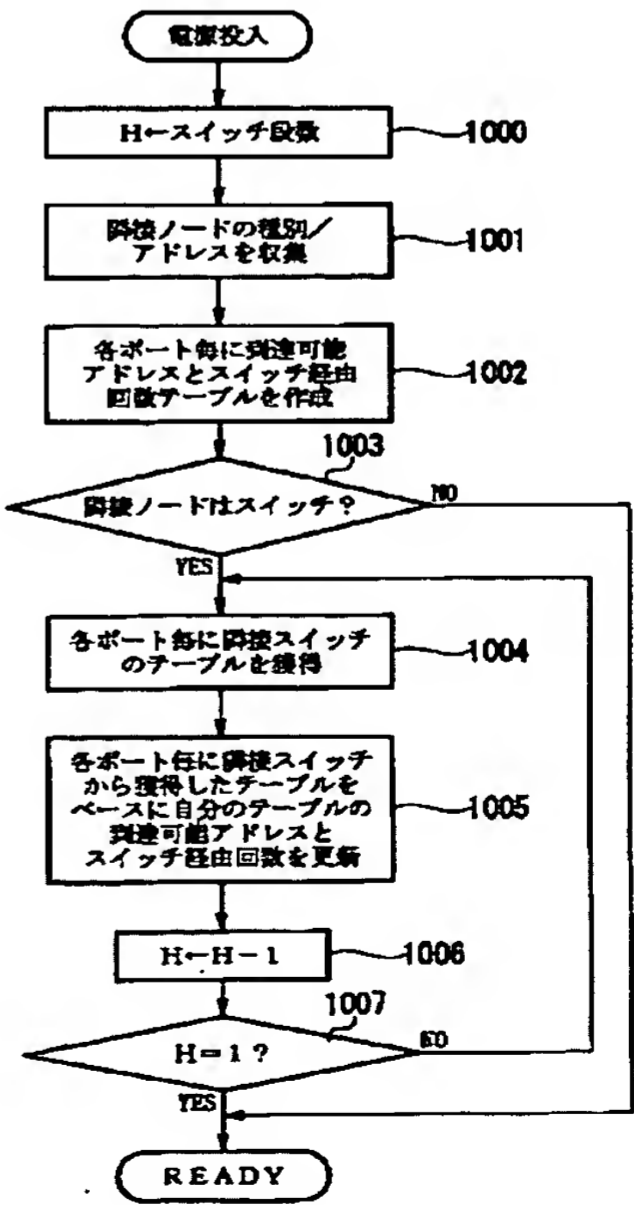 電源投入
H←スイッチ段数
1000
隣接ノードの種別／
アドレスを収集
1001
各ポート毎に到達可能
アドレスとスイッチ経由
回数テーブルを作成
1002
1003
隣接ノードはスイッチ？
NO
YES
各ポート毎に隣接スイッチ
のテーブルを獲得
1004
各ポート毎に隣接スイッチ
から獲得したテーブルを
ベースに自分のテーブルの
到達可能アドレスと
スイッチ経由回数を更新
1005
H←H－1
1006
1007
H＝1？
NO
YES
READY